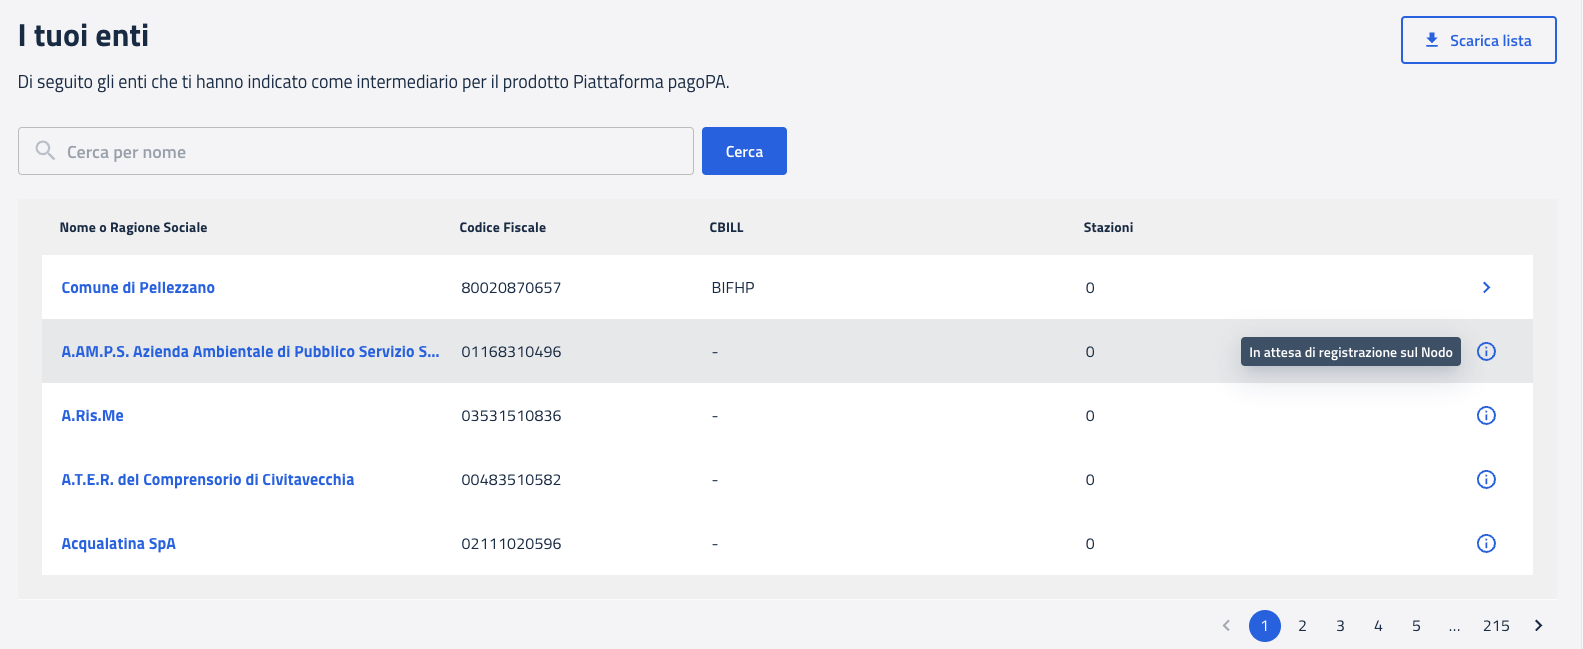 I tuoi enti
Scarica lista
Di seguito gli enti che ti hanno indicato come intermediario per il prodotto Piattaforma pagoPA.
Cerca per nome
Cerca
Nome o Ragione Sociale Codice Fiscale CBILL Stazioni
Comune di Pellezzano 80020870657 BIFHP 0
A.AM.P.S. Azienda Ambientale di Pubblico Servizio S... 01168310496 - 0 In attesa di registrazione sul Nodo
A.Ris.Me 03531510836 - 0
A.T.E.R. del Comprensorio di Civitavecchia 00483510582 - 0
Acqualatina SpA 02111020596 - 0
1 2 3 4 5 ... 215